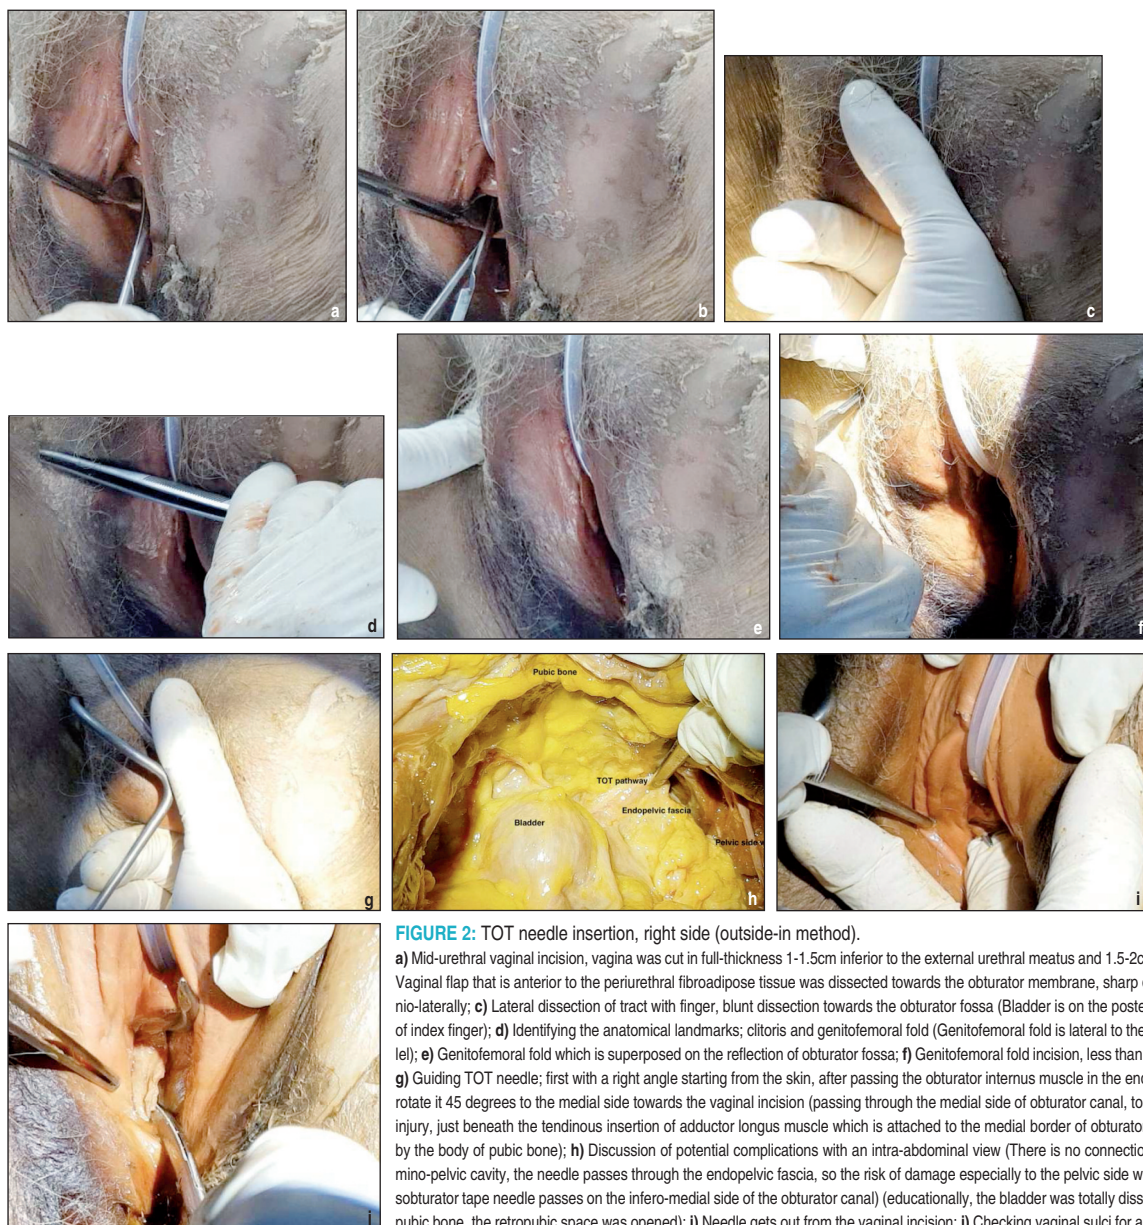 a
b
c
d
e
f
g
Pubic bone
TOT pathway
Endopelvic fascia
Bladder
Pelvic side
h
i
j
FIGURE 2: TOT needle insertion, right side (outside-in method).
a) Mid-urethral vaginal incision, vagina was cut in full-thickness 1-1.5cm inferior to the external urethral meatus and 1.5-2c
Vaginal flap that is anterior to the periurethral fibroadipose tissue was dissected towards the obturator membrane, sharp
nio-laterally; c) Lateral dissection of tract with finger, blunt dissection towards the obturator fossa (Bladder is on the poste
of index finger); d) Identifying the anatomical landmarks; clitoris and genitofemoral fold (Genitofemoral fold is lateral to the
lel); e) Genitofemoral fold which is superposed on the reflection of obturator fossa; f) Genitofemoral fold incision, less than
g) Guiding TOT needle; first with a right angle starting from the skin, after passing the obturator internus muscle in the end
rotate it 45 degrees to the medial side towards the vaginal incision (passing through the medial side of obturator canal, to
injury, just beneath the tendinous insertion of adductor longus muscle which is attached to the medial border of obturator
by the body of pubic bone); h) Discussion of potential complications with an intra-abdominal view (There is no connectio
mino-pelvic cavity, the needle passes through the endopelvic fascia, so the risk of damage especially to the pelvic side w
sobturator tape needle passes on the infero-medial side of the obturator canal) (educationally, the bladder was totally diss
pubic bone, the retropubic space was opened); i) Needle gets out from the vaginal incision; j) Checking vaginal sulci for